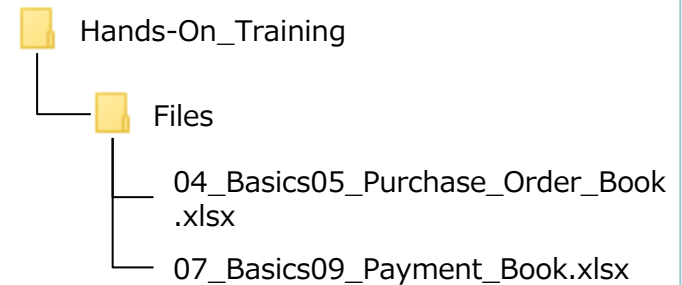 Hands-On_Training
Files
04_Basics05_Purchase_Order_Book
.xlsx
07_Basics09_Payment_Book.xlsx